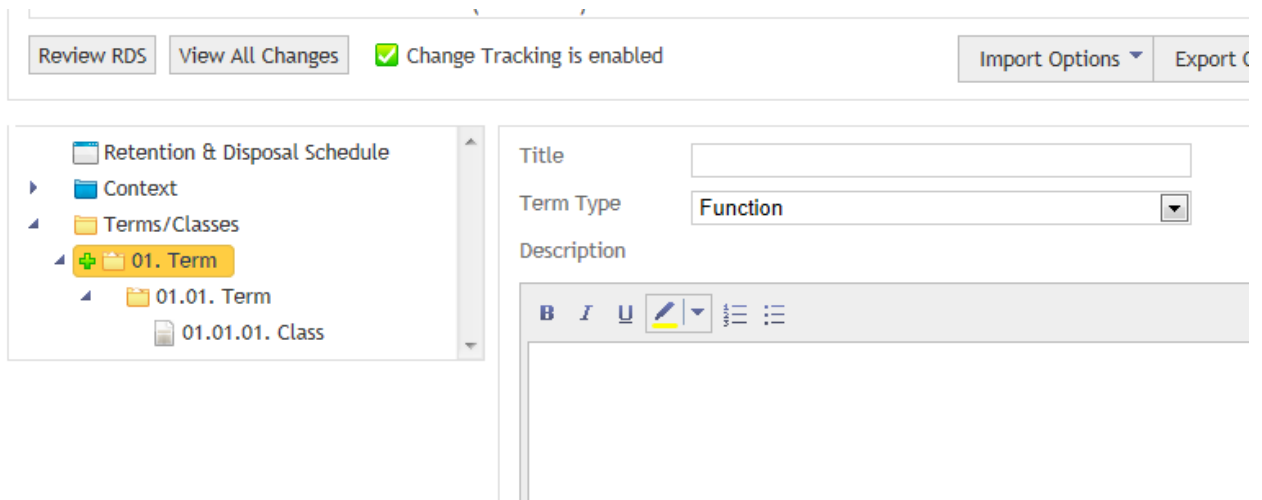 Review RDS View All Changes Change Tracking is enabled Import Options Export
Retention & Disposal Schedule
Context
Terms/Classes
01. Term
01.01. Term
01.01.01. Class
Title
Term Type Function
Description
B I U